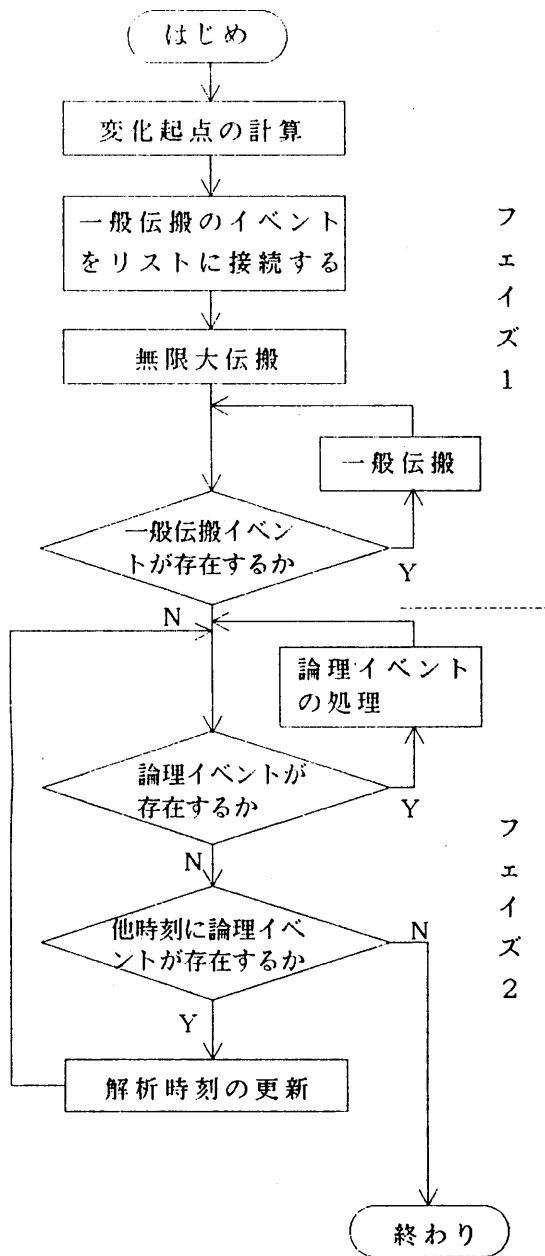 はじめ
変化起点の計算
一般伝搬のイベント
をリストに接続する
無限大伝搬
一般伝搬
一般伝搬イベン
トが存在するか
Y
N
フェイズ1
論理イベント
の処理
論理イベントが
存在するか
Y
N
他時刻に論理イベ
ントが存在するか
N
Y
解析時刻の更新
フェイズ2
終わり